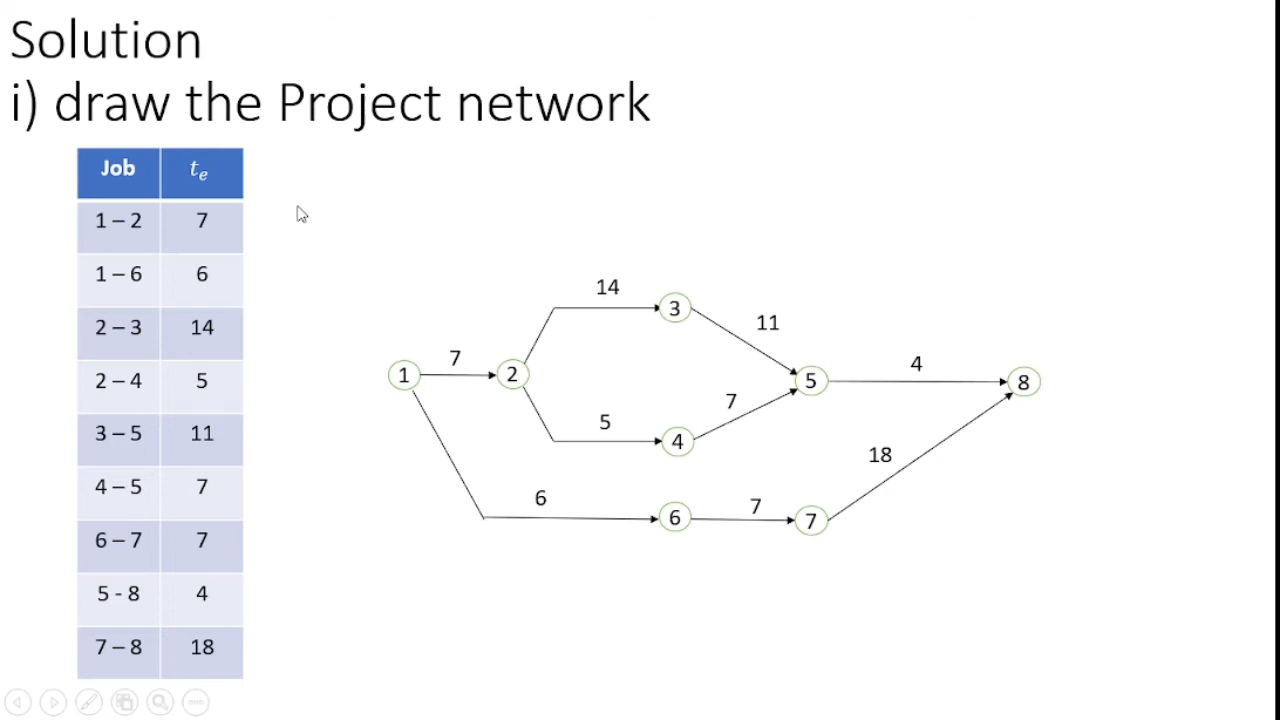 Solution
i) draw the Project network
Job te
1 – 2 7
1 – 6 6
2 – 3 14
2 – 4 5
3 – 5 11
4 – 5 7
6 – 7 7
5 - 8 4
7 – 8 18
14
3
11
7
1
2
5
4
8
5
4
7
18
6
6
7
7